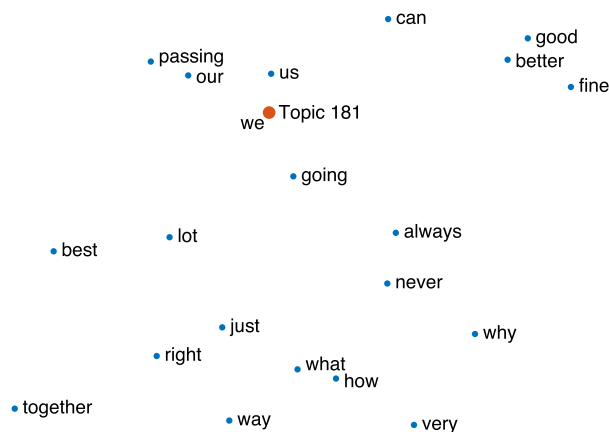 can
good
passing
better
us
our
fine
Topic 181
we
going
always
lot
best
never
just
why
right
what
how
together
way
very